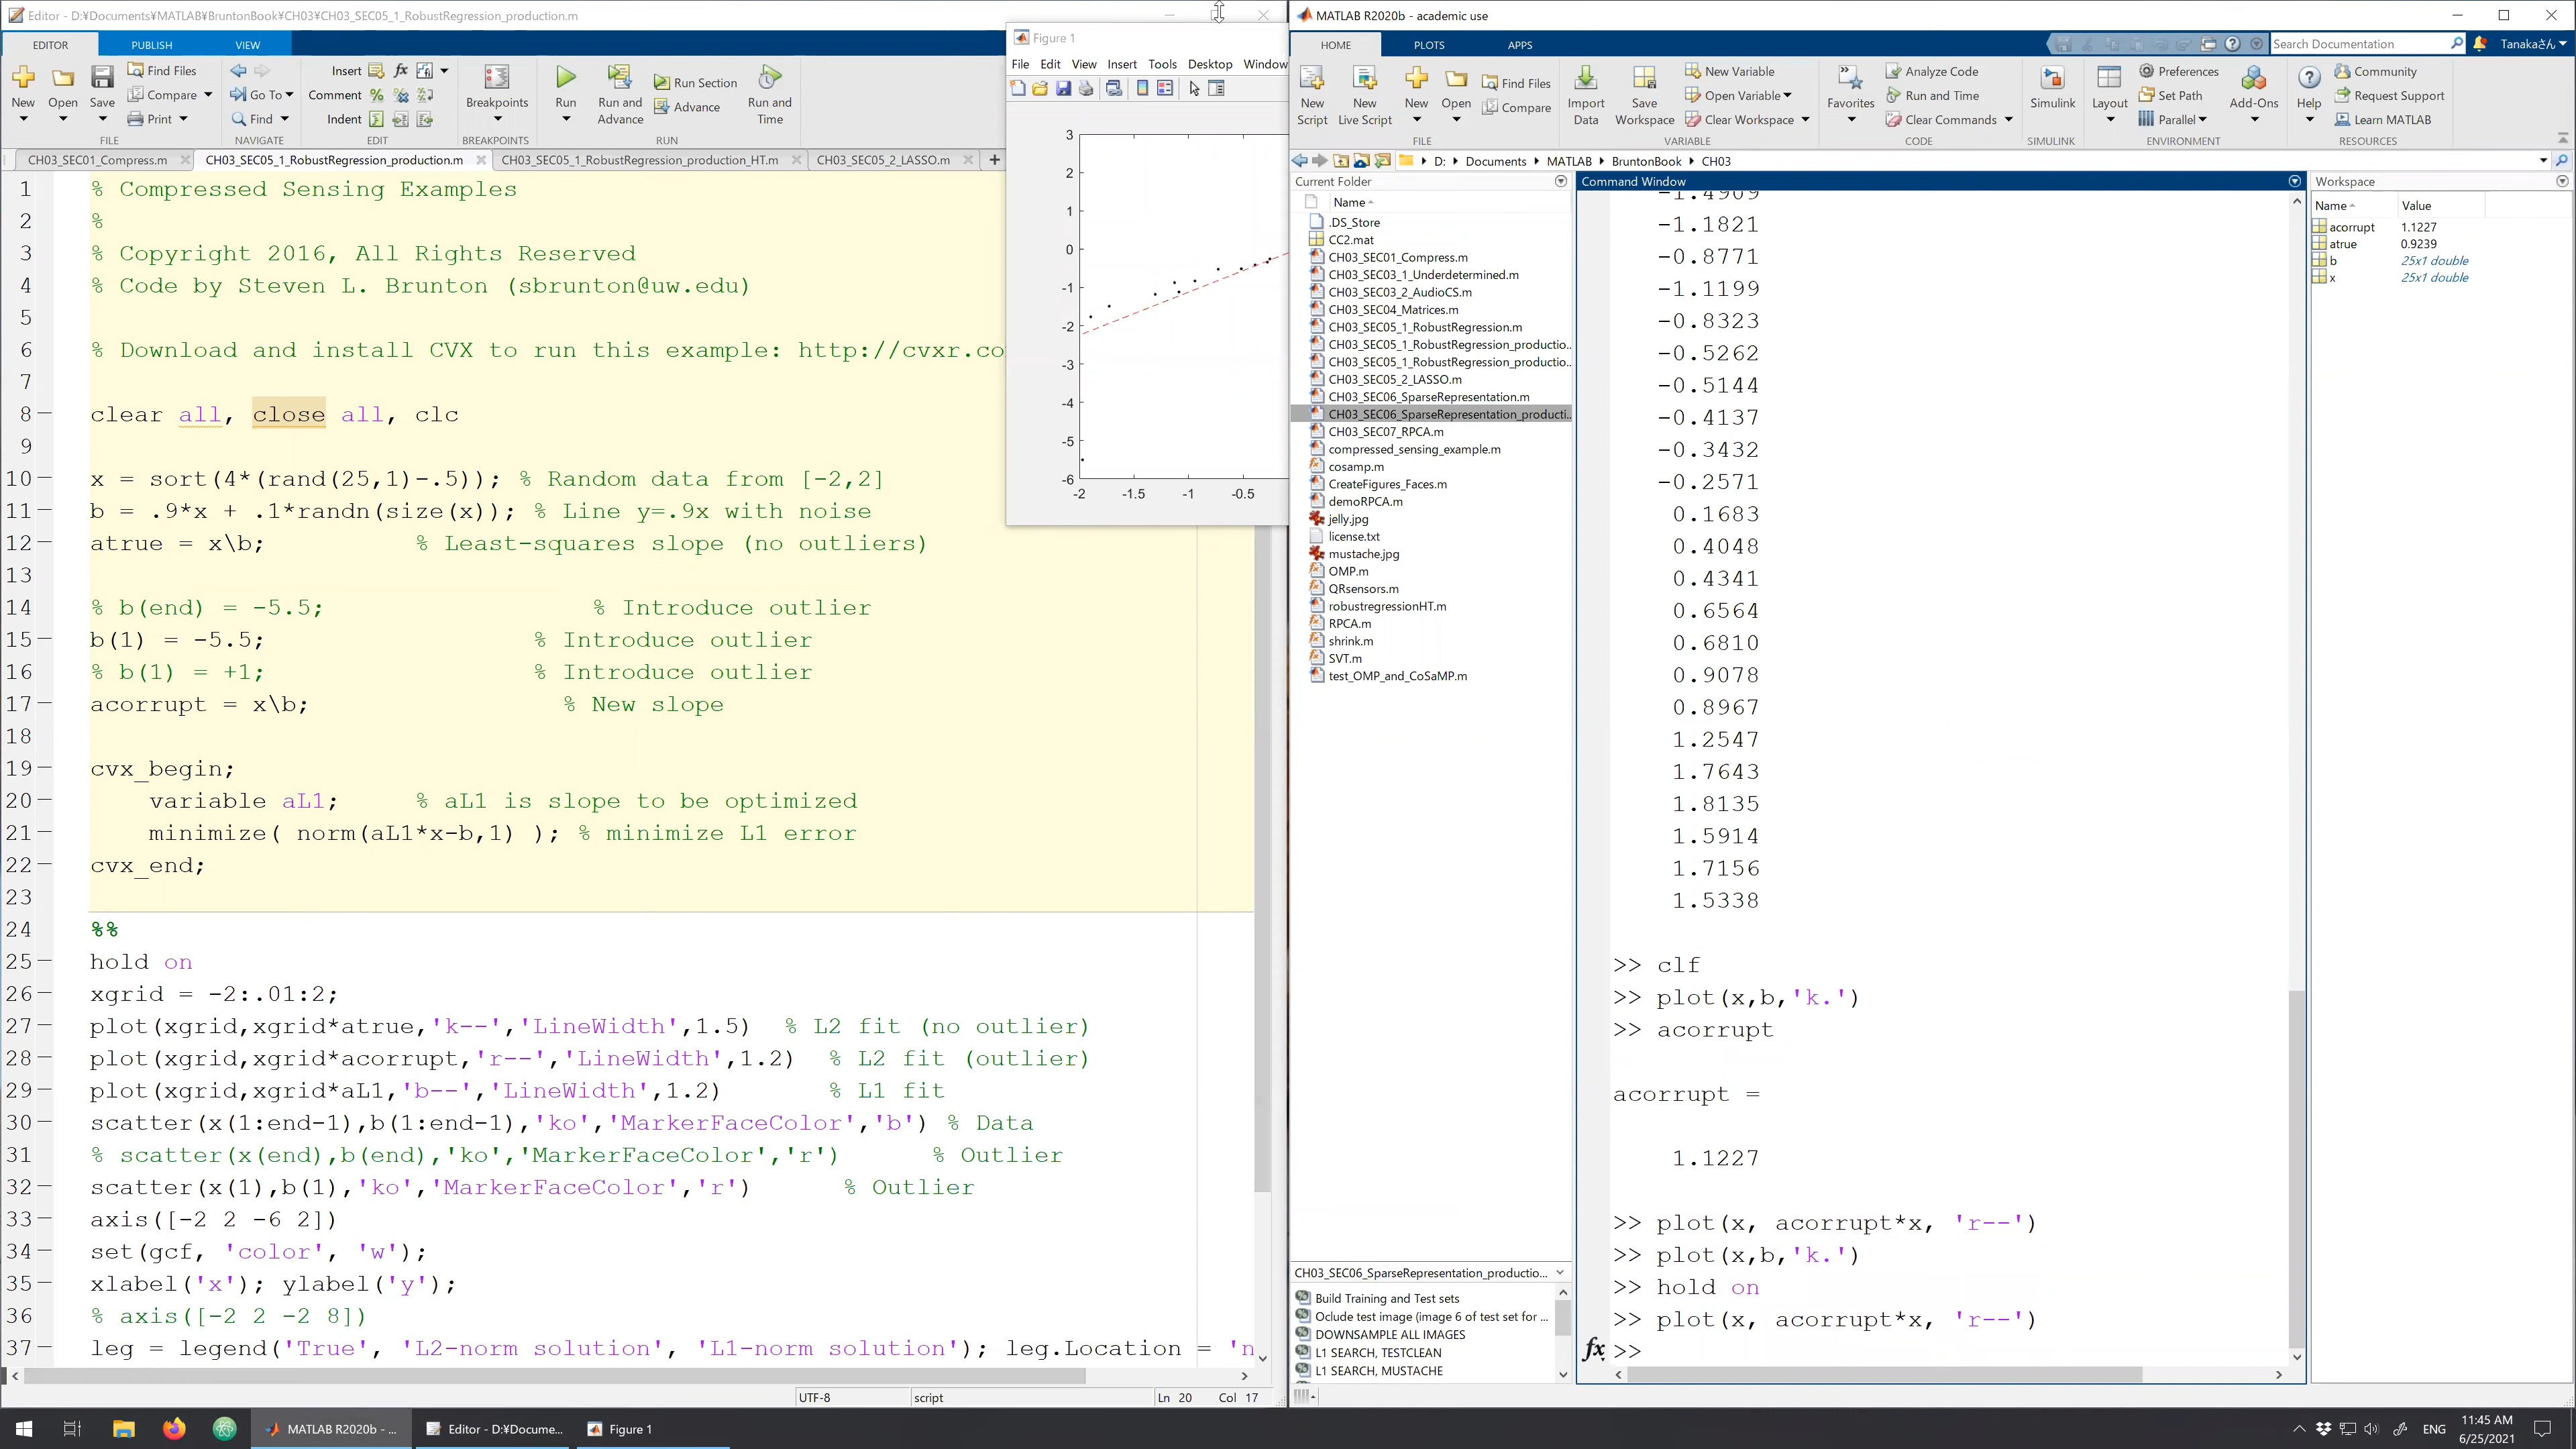 Editor - D:¥Documents¥MATLAB¥BruntonBook¥CH03¥CH03_SEC05_1_RobustRegression_production.m
EDITOR PUBLISH VIEW
New Open Save Find Files Compare Print FILE
Go To Find NAVIGATE
Insert fx Comment Indent EDIT
Breakpoints BREAKPOINTS
Run Run and Advance Run Section Advance Run and Time RUN
CH03_SEC01_Compress.m CH03_SEC05_1_RobustRegression_production.m CH03_SEC05_1_RobustRegression_production_HT.m CH03_SEC05_2_LASSO.m
1 % Compressed Sensing Examples
2 %
3 % Copyright 2016, All Rights Reserved
4 % Code by Steven L. Brunton (sbrunton@uw.edu)
5
6 % Download and install CVX to run this example: http://cvxr.co
7
8 clear all, close all, clc
9
10 x = sort(4*(rand(25,1)-.5)); % Random data from [-2,2]
11 b = .9*x + .1*randn(size(x)); % Line y=.9x with noise
12 atrue = x\b; % Least-squares slope (no outliers)
13
14 % b(end) = -5.5; % Introduce outlier
15 b(1) = -5.5; % Introduce outlier
16 % b(1) = +1; % Introduce outlier
17 acorrupt = x\b; % New slope
18
19 cvx_begin;
20 variable aL1; % aL1 is slope to be optimized
21 minimize( norm(aL1*x-b,1) ); % minimize L1 error
22 cvx_end;
23
24 %%
25 hold on
26 xgrid = -2:.01:2;
27 plot(xgrid,xgrid*atrue,'k--','LineWidth',1.5) % L2 fit (no outlier)
28 plot(xgrid,xgrid*acorrupt,'r--','LineWidth',1.2) % L2 fit (outlier)
29 plot(xgrid,xgrid*aL1,'b--','LineWidth',1.2) % L1 fit
30 scatter(x(1:end-1),b(1:end-1),'ko','MarkerFaceColor','b') % Data
31 % scatter(x(end),b(end),'ko','MarkerFaceColor','r') % Outlier
32 scatter(x(1),b(1),'ko','MarkerFaceColor','r') % Outlier
33 axis([-2 2 -6 2])
34 set(gcf, 'color', 'w');
35 xlabel('x'); ylabel('y');
36 % axis([-2 2 -2 8])
37 leg = legend('True', 'L2-norm solution', 'L1-norm solution'); leg.Location = 'n
UTF-8 script Ln 20 Col 17
Figure 1
File Edit View Insert Tools Desktop Window
3
2
1
0
-1
-2
-3
-4
-5
-6
-2 -1.5 -1 -0.5
MATLAB R2020b - academic use
HOME PLOTS APPS
Search Documentation Tanakaさん
New Script New Live Script New Open Find Files Compare FILE
Import Data Save Workspace New Variable Open Variable Clear Workspace VARIABLE
Favorites Analyze Code Run and Time Clear Commands CODE
Simulink SIMULINK
Layout Preferences Set Path Parallel Add-Ons ENVIRONMENT
Help Community Request Support Learn MATLAB RESOURCES
D: Documents MATLAB BruntonBook CH03
Current Folder
Name
.DS_Store
CC2.mat
CH03_SEC01_Compress.m
CH03_SEC03_1_Underdetermined.m
CH03_SEC03_2_AudioCS.m
CH03_SEC04_Matrices.m
CH03_SEC05_1_RobustRegression.m
CH03_SEC05_1_RobustRegression_productio..
CH03_SEC05_1_RobustRegression_productio..
CH03_SEC05_2_LASSO.m
CH03_SEC06_SparseRepresentation.m
CH03_SEC06_SparseRepresentation_producti..
CH03_SEC07_RPCA.m
compressed_sensing_example.m
cosamp.m
CreateFigures_Faces.m
demoRPCA.m
jelly.jpg
license.txt
mustache.jpg
OMP.m
QRsensors.m
robustregressionHT.m
RPCA.m
shrink.m
SVT.m
test_OMP_and_CoSaMP.m
CH03_SEC06_SparseRepresentation_productio...
Build Training and Test sets
Oclude test image (image 6 of test set for ...
DOWNSAMPLE ALL IMAGES
L1 SEARCH, TESTCLEAN
L1 SEARCH, MUSTACHE
Command Window
-1.4909
-1.1821
-0.8771
-1.1199
-0.8323
-0.5262
-0.5144
-0.4137
-0.3432
-0.2571
0.1683
0.4048
0.4341
0.6564
0.6810
0.9078
0.8967
1.2547
1.7643
1.8135
1.5914
1.7156
1.5338
>> clf
>> plot(x,b,'k.')
>> acorrupt
acorrupt =
1.1227
>> plot(x, acorrupt*x, 'r--')
>> plot(x,b,'k.')
>> hold on
>> plot(x, acorrupt*x, 'r--')
fx >>
Workspace
Name Value
acorrupt 1.1227
atrue 0.9239
b 25x1 double
x 25x1 double
MATLAB R2020b - ... Editor - D:¥Docume... Figure 1
ENG 11:45 AM
6/25/2021